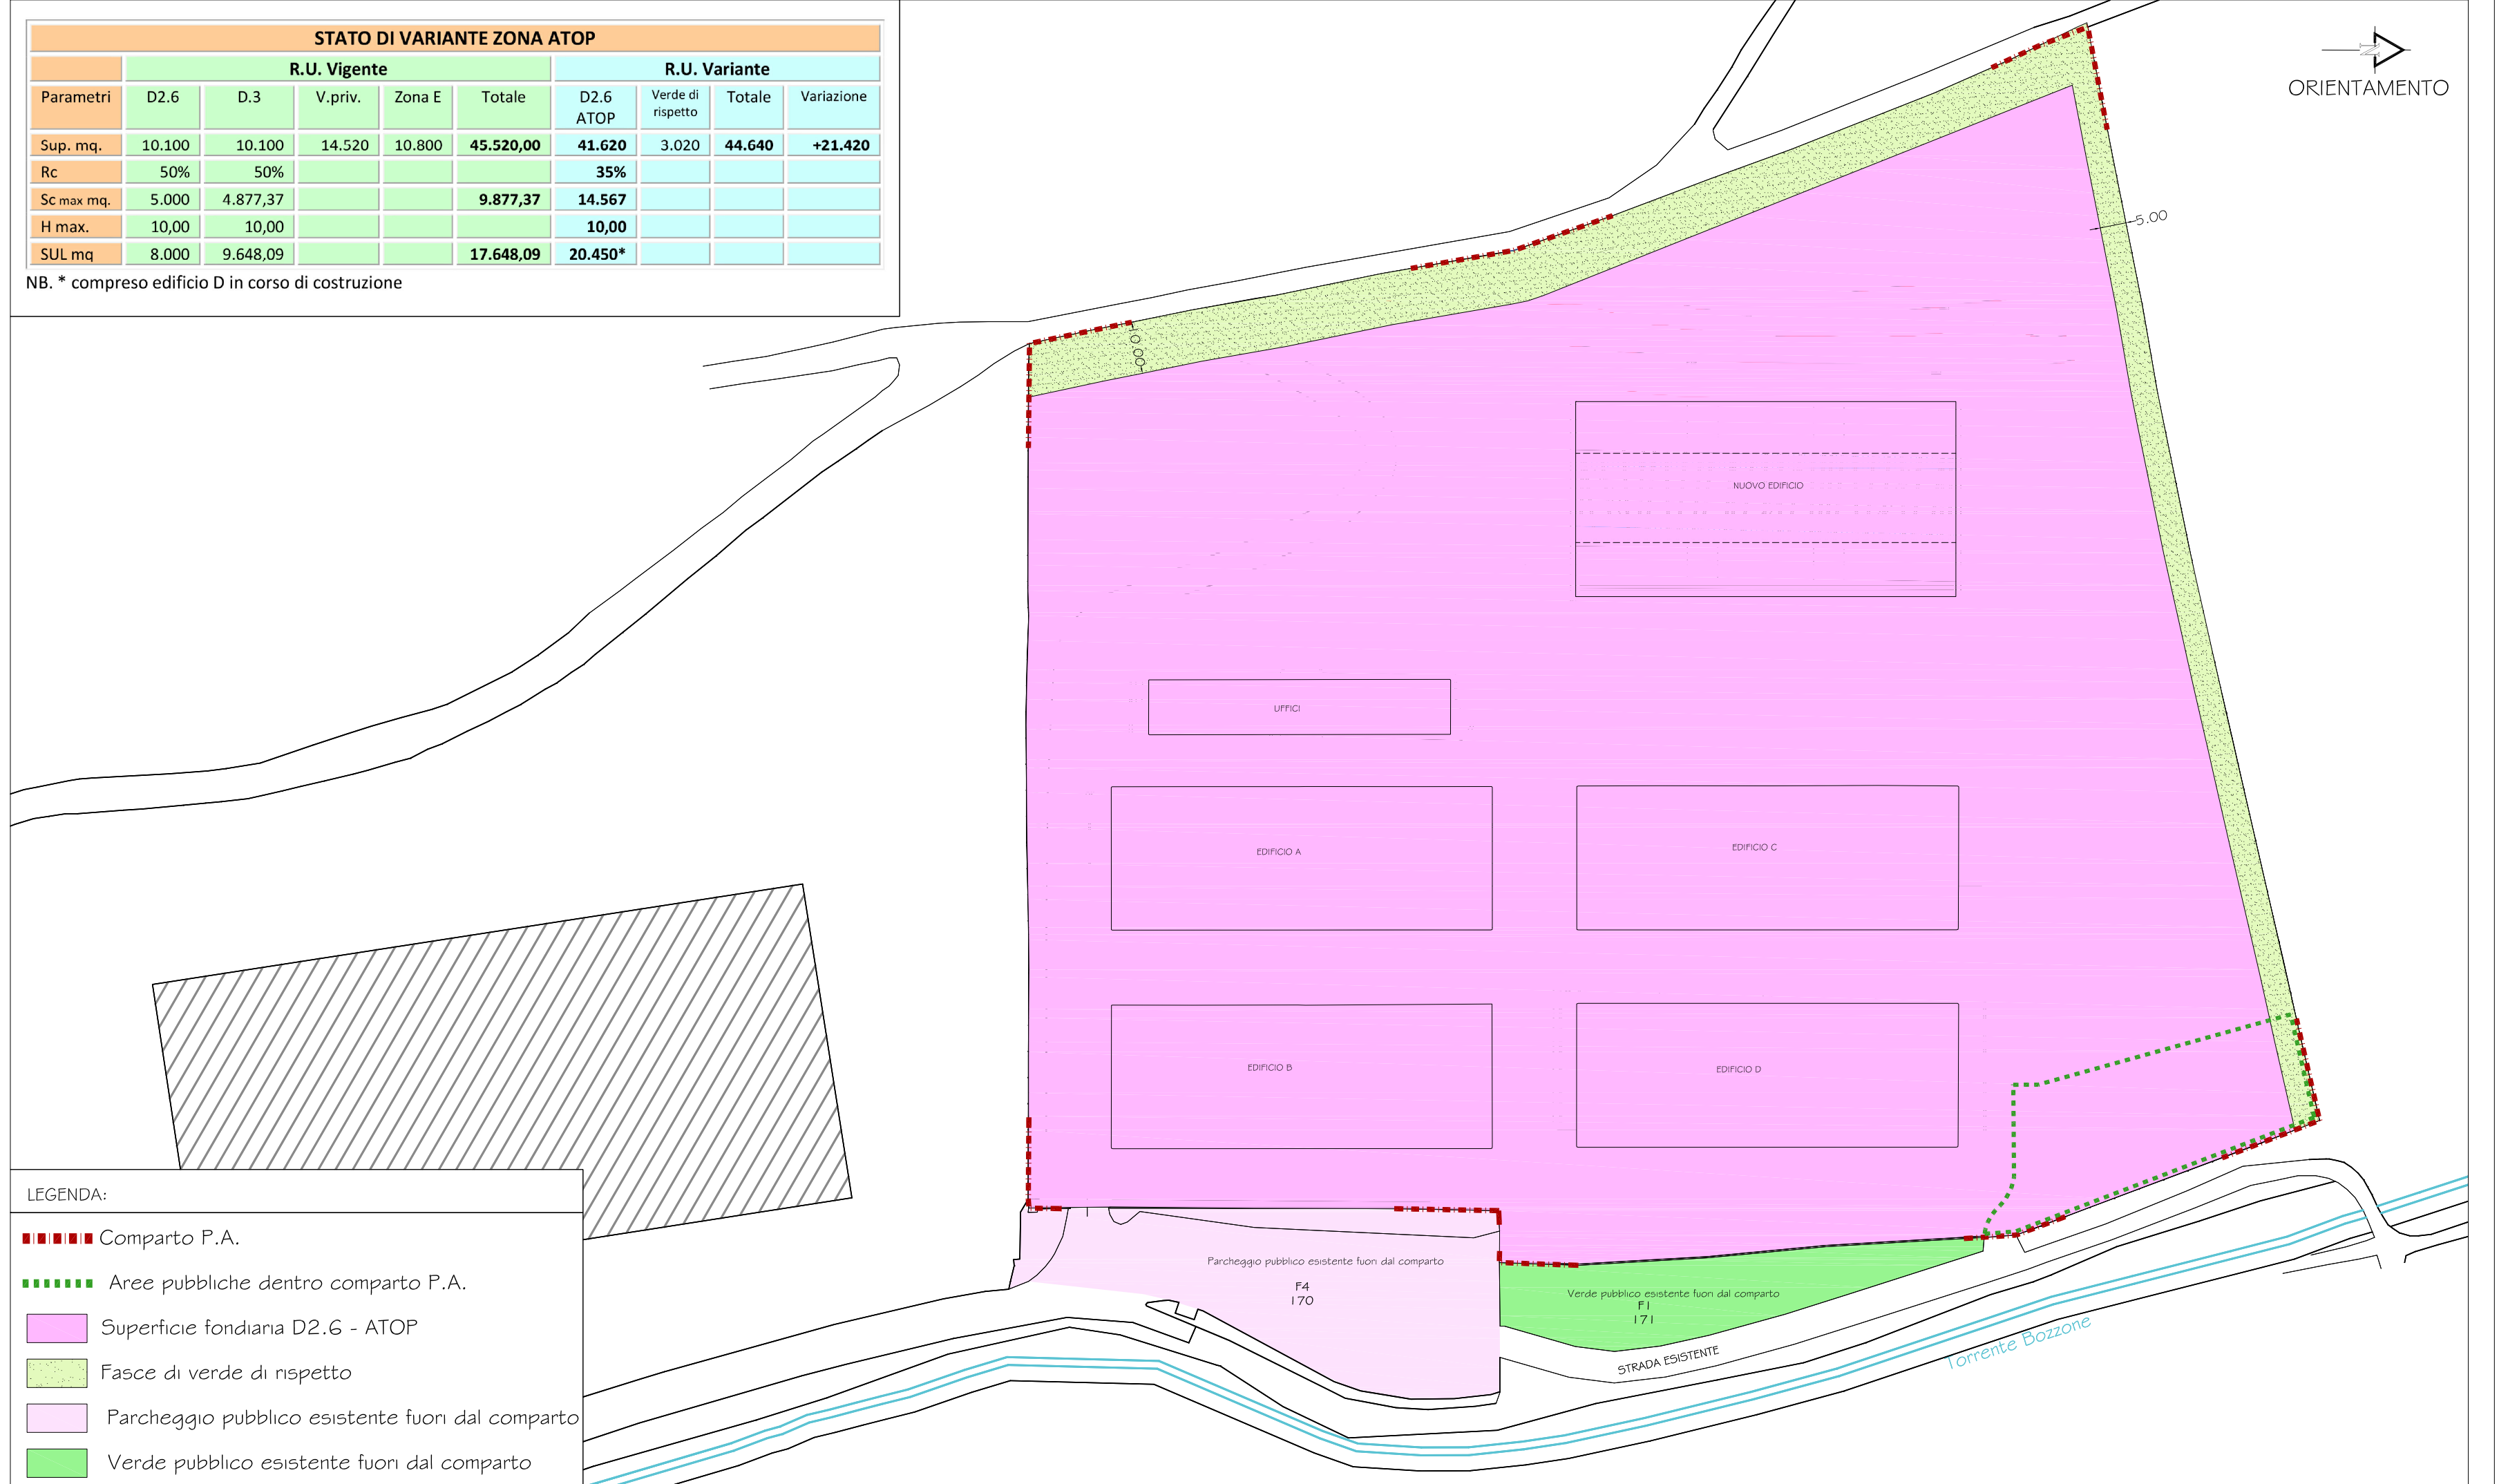 STATO DI VARIANTE ZONA ATOP
R.U. Vigente R.U. Variante
Parametri D2.6 D.3 V.priv. Zona E Totale D2.6 ATOP Verde di rispetto Totale Variazione
Sup. mq. 10.100 10.100 14.520 10.800 45.520,00 41.620 3.020 44.640 +21.420
Rc 50% 50% 35%
Sc max mq. 5.000 4.877,37 9.877,37 14.567
H max. 10,00 10,00 10,00
SUL mq 8.000 9.648,09 17.648,09 20.450*
NB. * compreso edificio D in corso di costruzione
N
ORIENTAMENTO
5.00
10.00
NUOVO EDIFICIO
UFFICI
EDIFICIO A
EDIFICIO C
EDIFICIO B
EDIFICIO D
Parcheggio pubblico esistente fuori dal comparto
F4
170
Verde pubblico esistente fuori dal comparto
F1
171
STRADA ESISTENTE
Torrente Bozzone
LEGENDA:
Comparto P.A.
Aree pubbliche dentro comparto P.A.
Superficie fondiaria D2.6 - ATOP
Fasce di verde di rispetto
Parcheggio pubblico esistente fuori dal comparto
Verde pubblico esistente fuori dal comparto